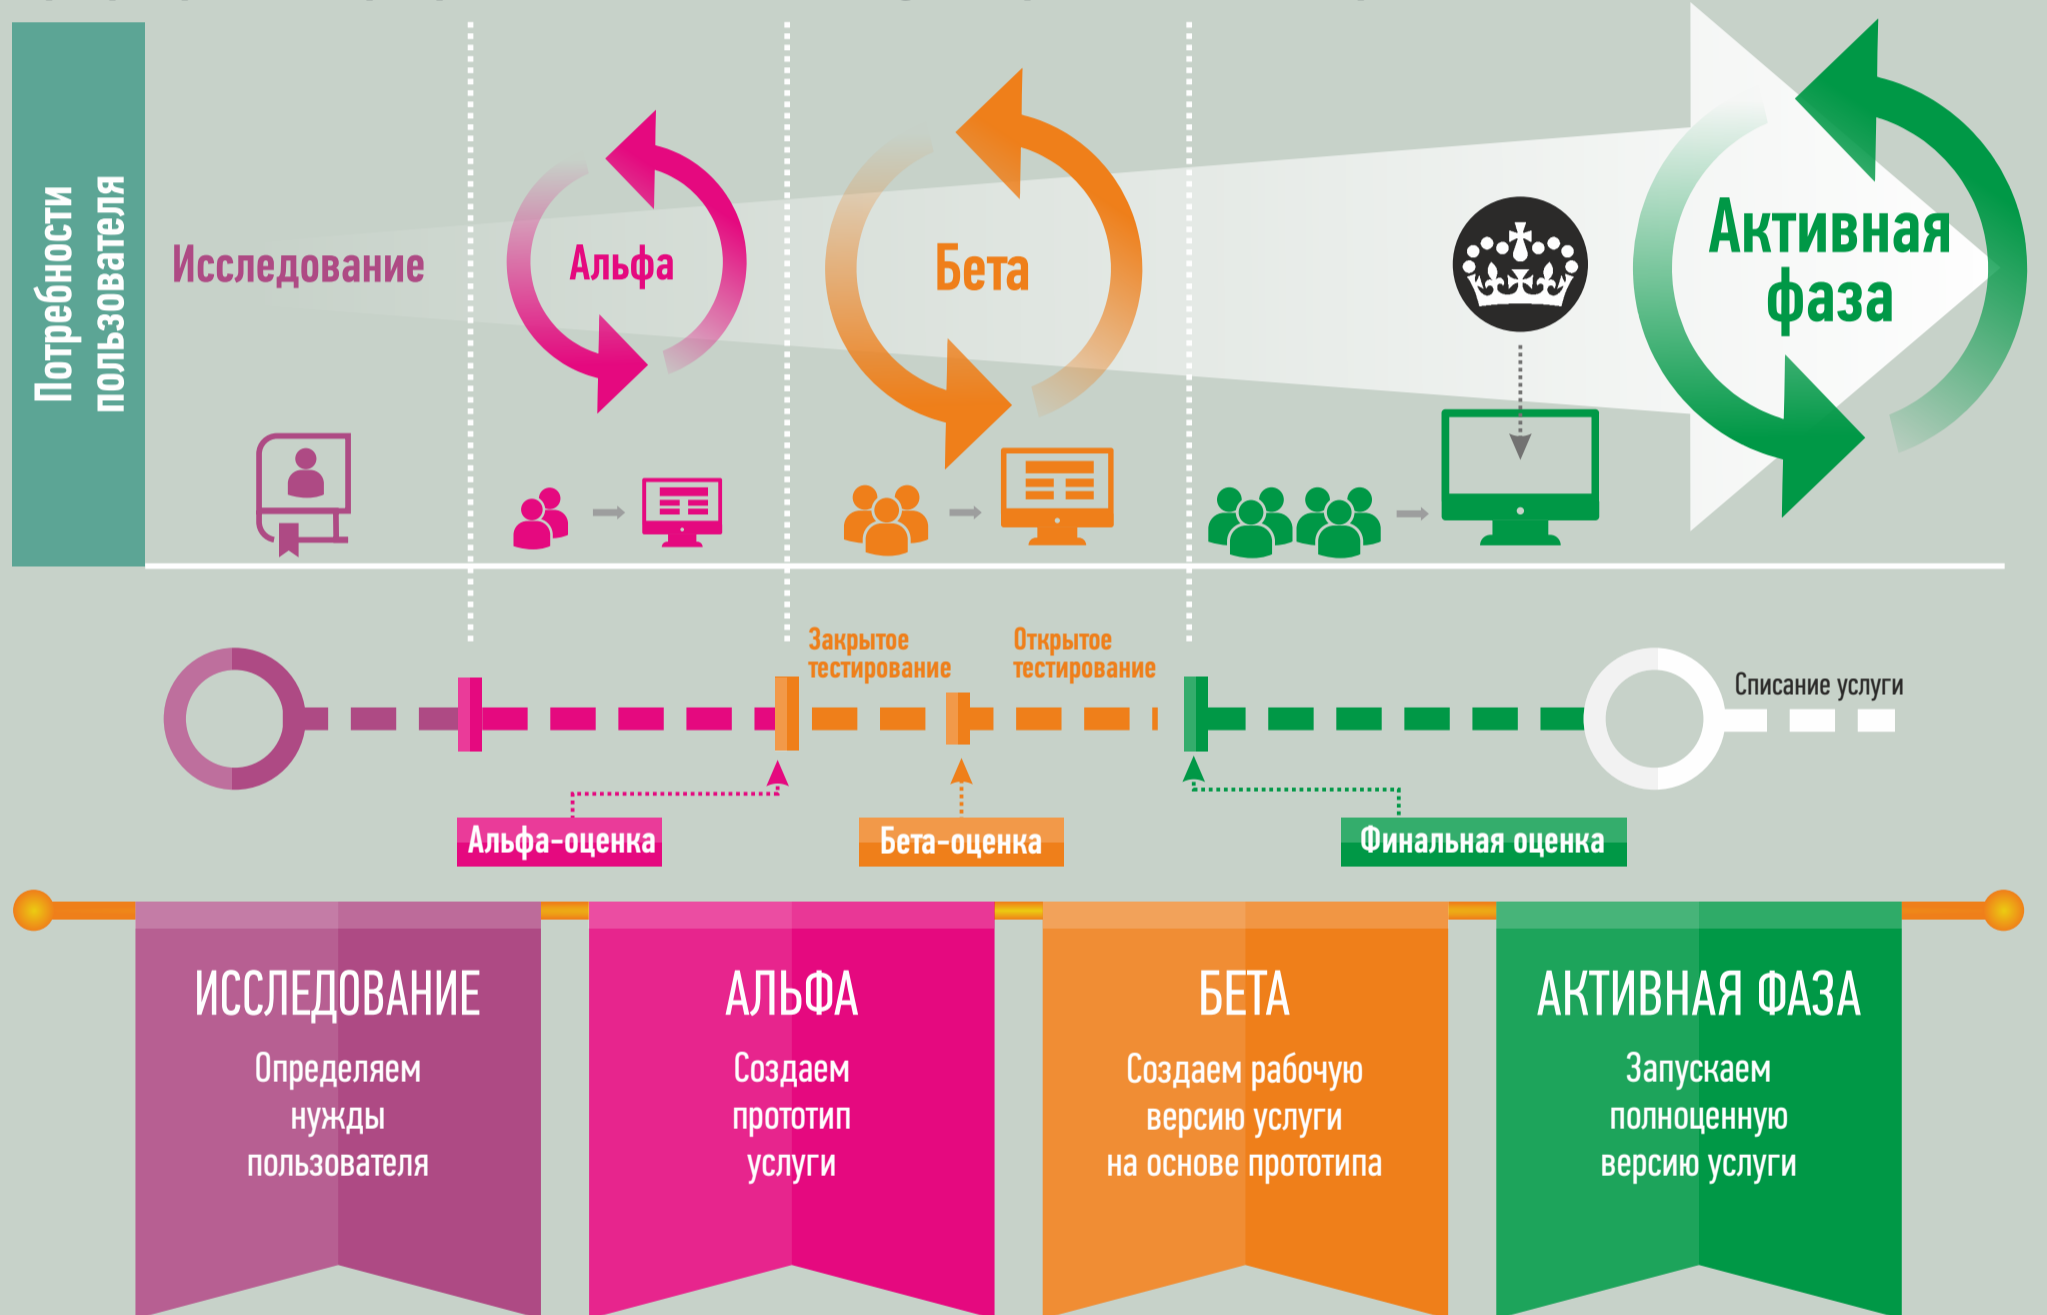 Потребности
пользователя
Исследование
Альфа
Бета
Активная
фаза
Закрытое
тестирование
Открытое
тестирование
Списание услуги
Альфа-оценка
Бета-оценка
Финальная оценка
ИССЛЕДОВАНИЕ
Определяем
нужды
пользователя
АЛЬФА
Создаем
прототип
услуги
БЕТА
Создаем рабочую
версию услуги
на основе прототипа
АКТИВНАЯ ФАЗА
Запускаем
полноценную
версию услуги